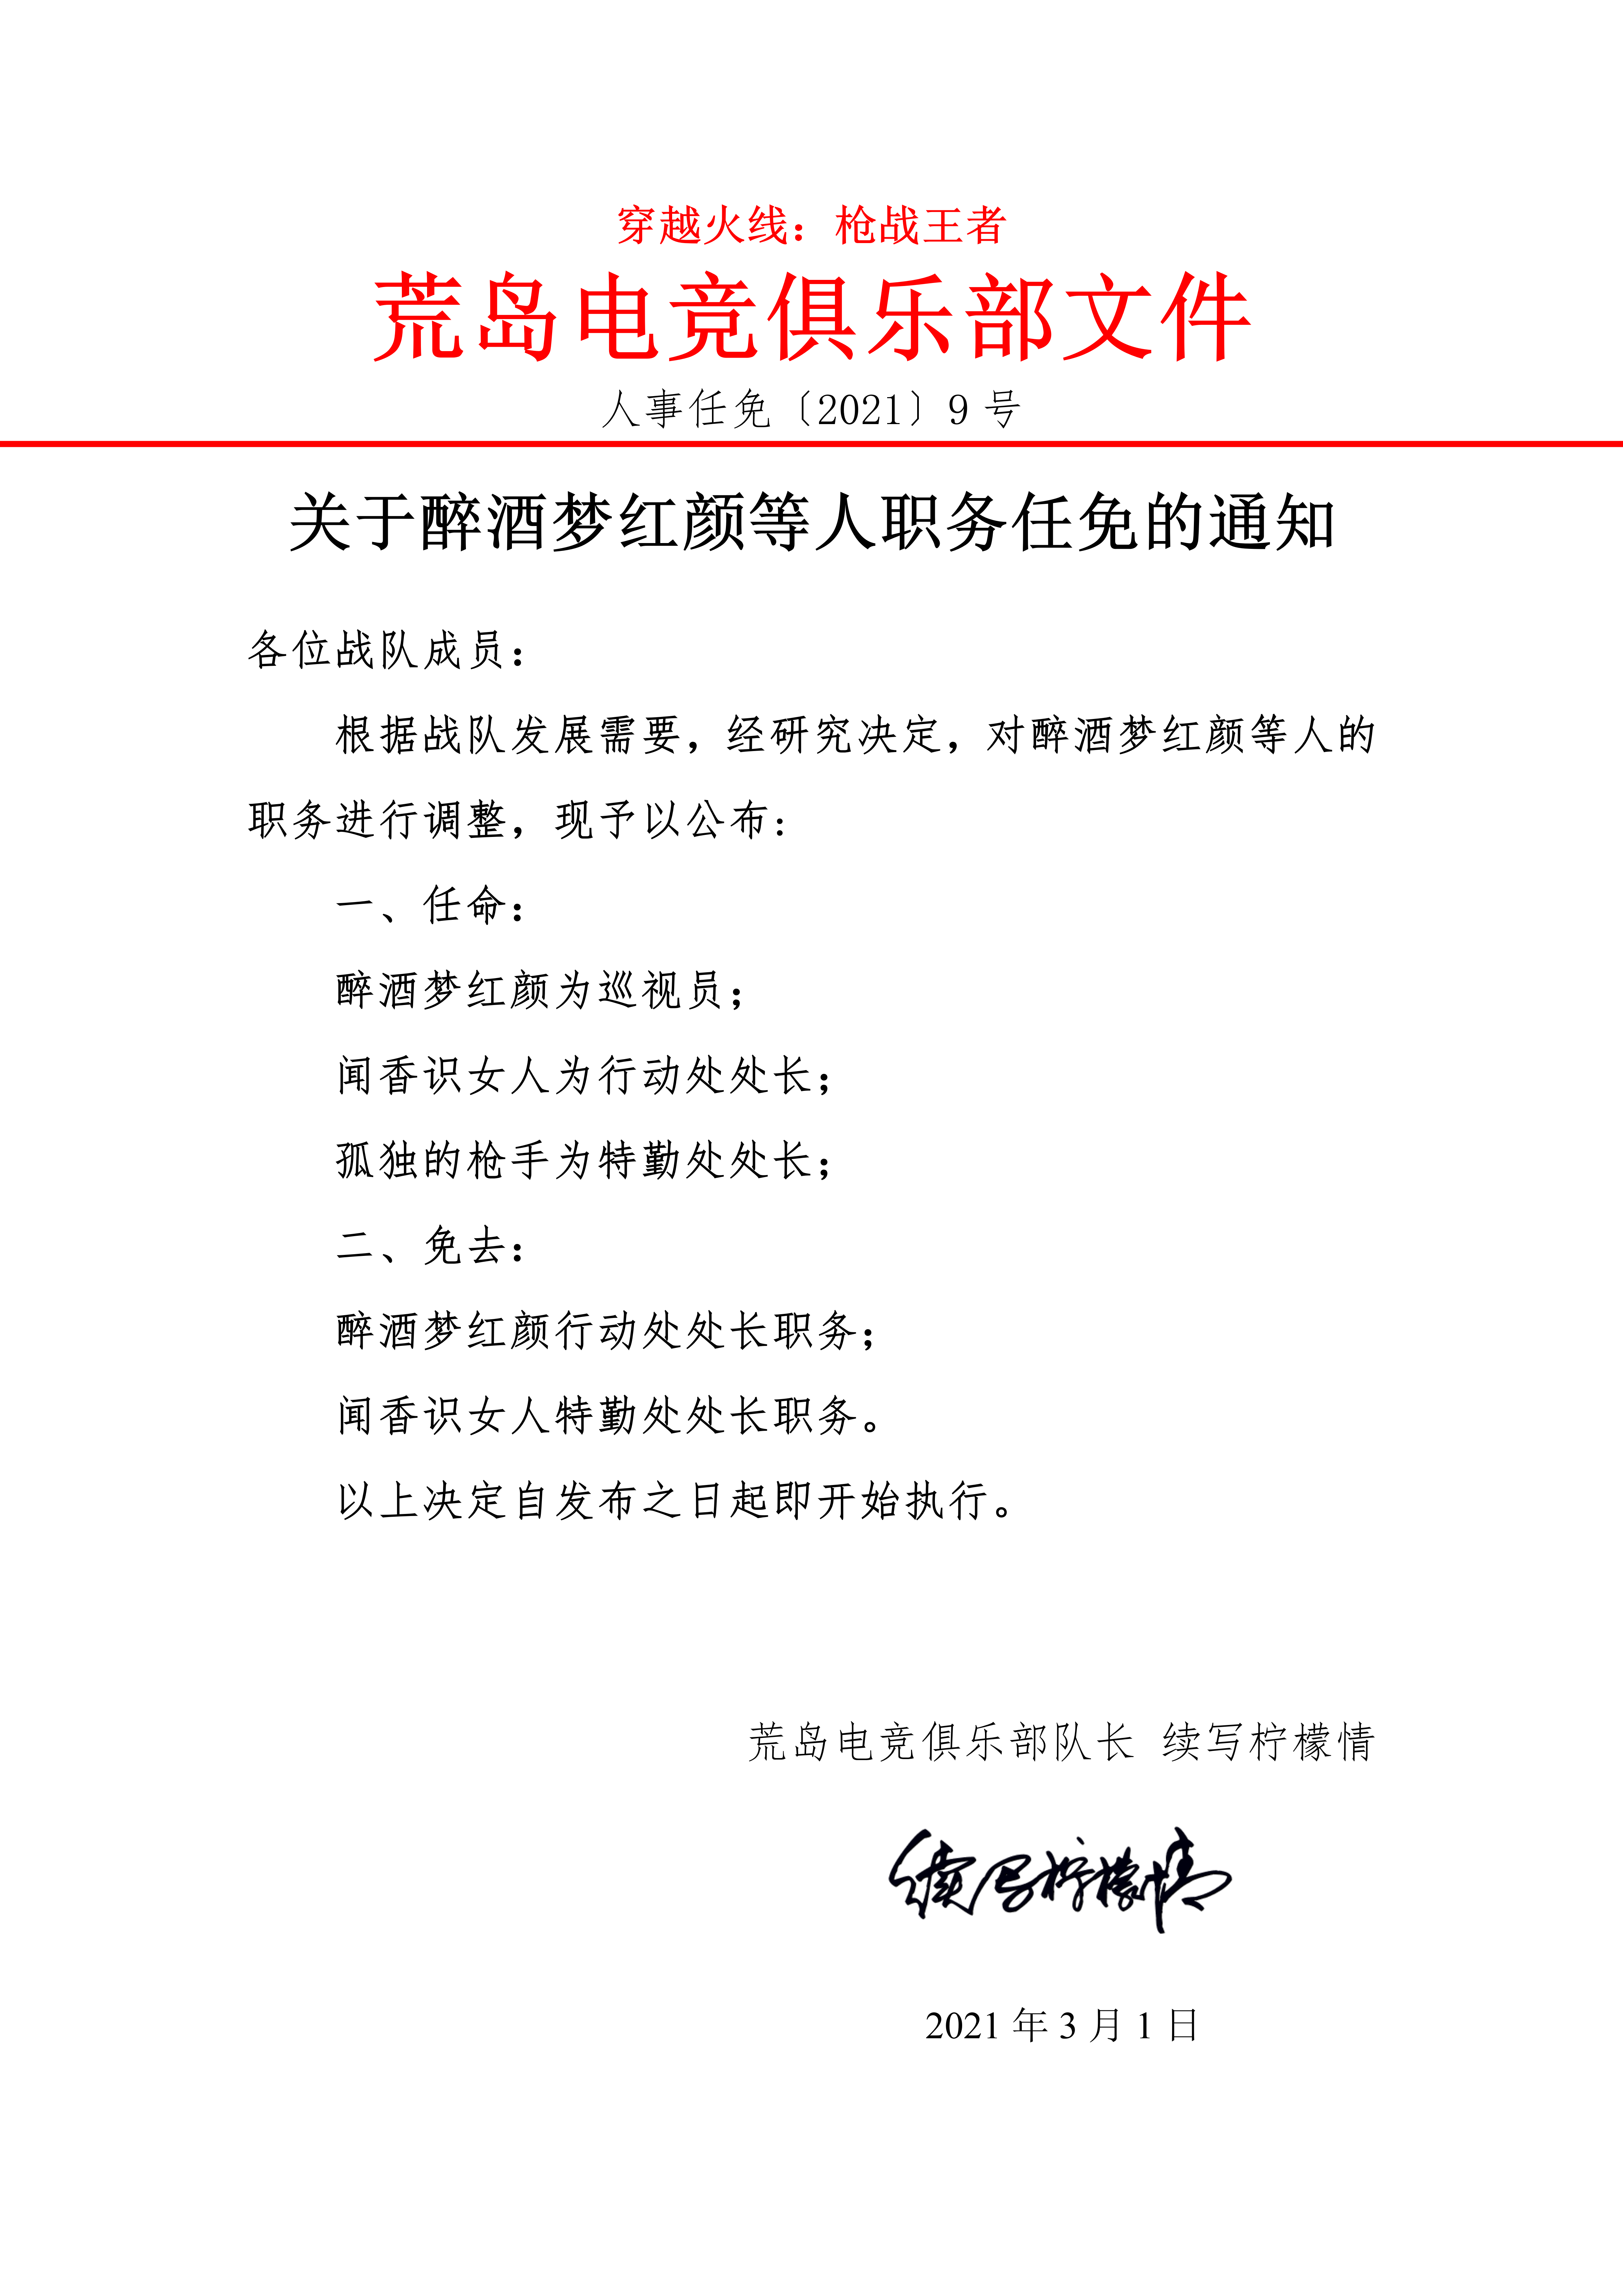 穿越火线：枪战王者
荒岛电竞俱乐部文件
人事任免〔2021〕9 号
关于醉酒梦红颜等人职务任免的通知
各位战队成员：
根据战队发展需要，经研究决定，对醉酒梦红颜等人的
职务进行调整，现予以公布：
一、任命：
醉酒梦红颜为巡视员；
闻香识女人为行动处处长；
孤独的枪手为特勤处处长；
二、免去：
醉酒梦红颜行动处处长职务；
闻香识女人特勤处处长职务。
以上决定自发布之日起即开始执行。
荒岛电竞俱乐部队长 续写柠檬情
续写柠檬情
2021 年 3 月 1 日